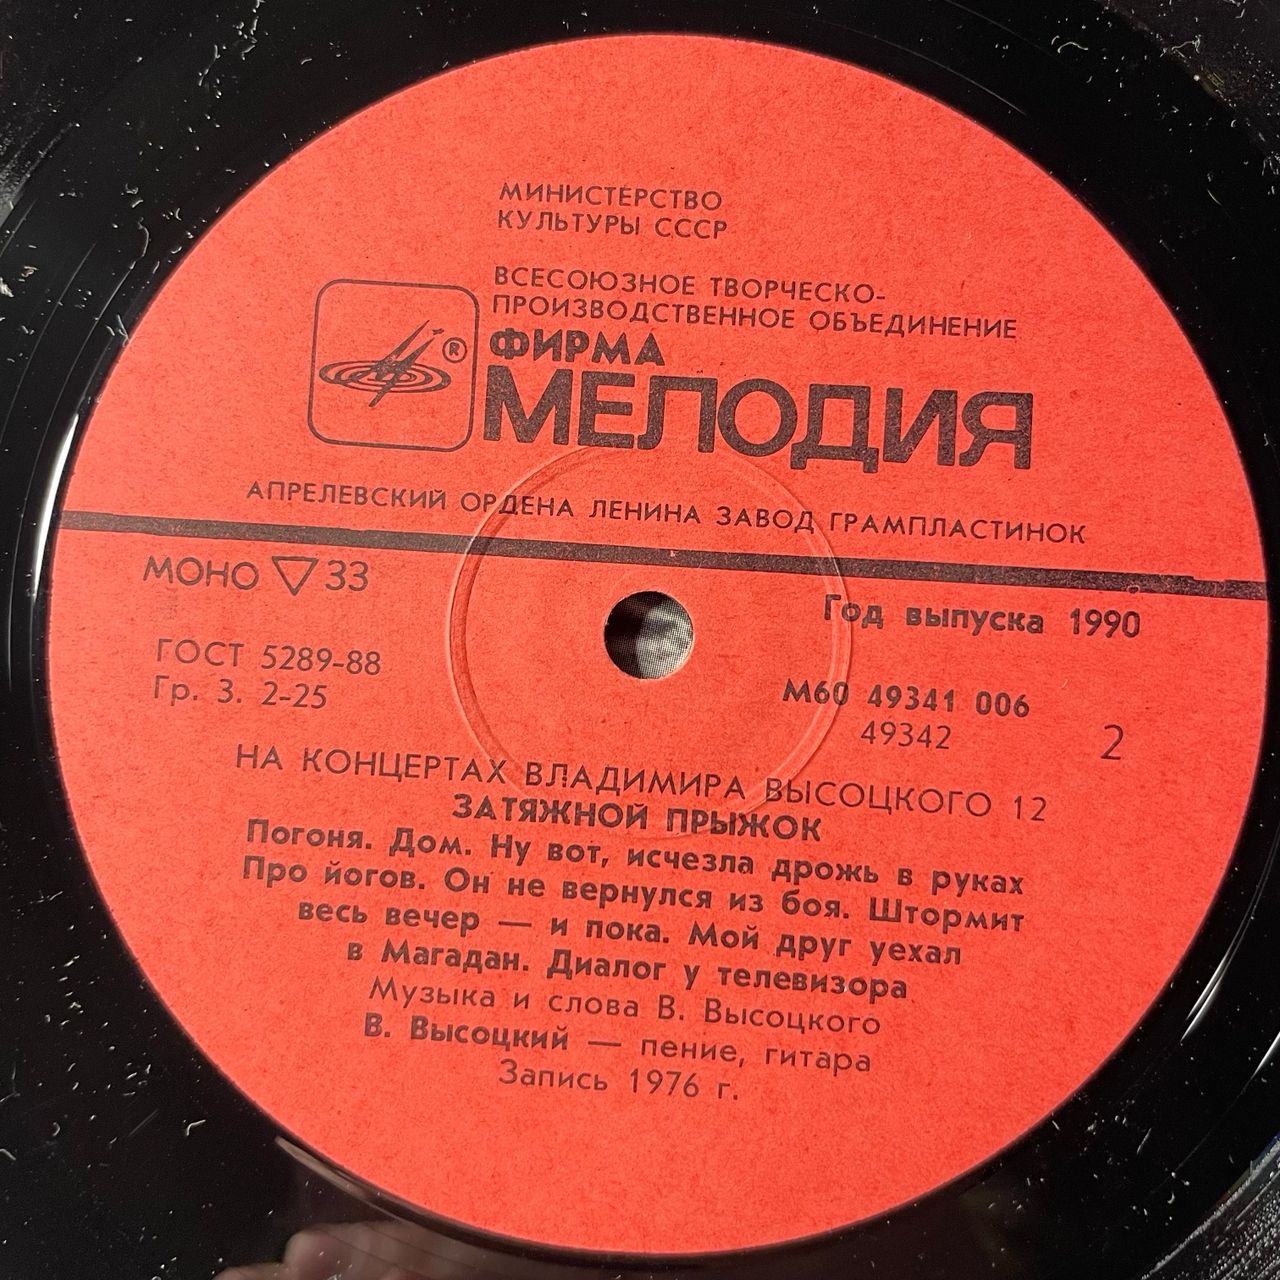 МИНИСТЕРСТВО
КУЛЬТУРЫ СССР
ВСЕСОЮЗНОЕ ТВОРЧЕСКО-
ПРОИЗВОДСТВЕННОЕ ОБЪЕДИНЕНИЕ
®
ФИРМА
МЕЛОДИЯ
АПРЕЛЕВСКИЙ ОРДЕНА ЛЕНИНА ЗАВОД ГРАМПЛАСТИНОК
МОНО ▽ 33
Год выпуска 1990
ГОСТ 5289-88
Гр. 3. 2-25
М60 49341 006
49342
2
НА КОНЦЕРТАХ ВЛАДИМИРА ВЫСОЦКОГО 12
ЗАТЯЖНОЙ ПРЫЖОК
Погоня. Дом. Ну вот, исчезла дрожь в руках
Про йогов. Он не вернулся из боя. Штормит
весь вечер — и пока. Мой друг уехал
в Магадан. Диалог у телевизора
Музыка и слова В. Высоцкого
В. Высоцкий — пение, гитара
Запись 1976 г.